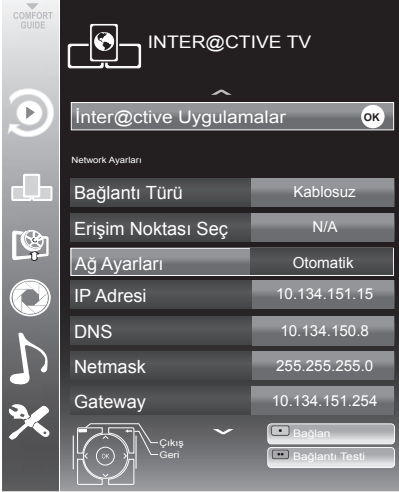 COMFORT
GUIDE
INTER@CTIVE TV
İnter@ctive Uygulamalar OK
Network Ayarları
Bağlantı Türü Kablosuz
Erişim Noktası Seç N/A
Ağ Ayarları Otomatik
IP Adresi 10.134.151.15
DNS 10.134.150.8
Netmask 255.255.255.0
Gateway 10.134.151.254
OK
Çıkış
Geri
Bağlan
Bağlantı Testi